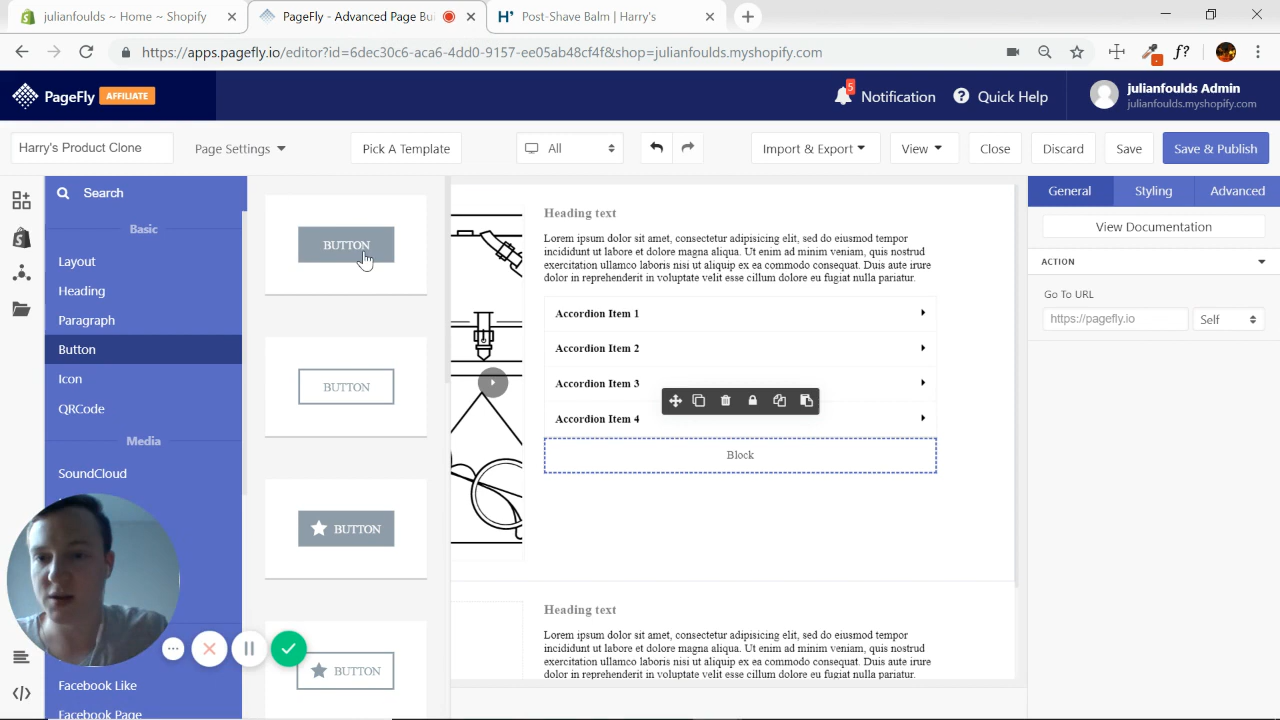 julianfoulds ~ Home ~ Shopify
PageFly - Advanced Page Bu
Post-Shave Balm | Harry's
https://apps.pagefly.io/editor?id=6dec30c6-aca6-4dd0-9157-ee05ab48cf4f&shop=julianfoulds.myshopify.com
f?
PageFly AFFILIATE
5
Notification
Quick Help
julianfoulds Admin
julianfoulds.myshopify.com
Harry's Product Clone
Page Settings
Pick A Template
All
Import & Export
View
Close
Discard
Save
Save & Publish
Search
Basic
Layout
Heading
Paragraph
Button
Icon
QRCode
Media
SoundCloud
Facebook Like
Facebook Page
BUTTON
BUTTON
BUTTON
BUTTON
Heading text
Lorem ipsum dolor sit amet, consectetur adipisicing elit, sed do eiusmod tempor
incididunt ut labore et dolore magna aliqua. Ut enim ad minim veniam, quis nostrud
exercitation ullamco laboris nisi ut aliquip ex ea commodo consequat. Duis aute irure
dolor in reprehenderit in voluptate velit esse cillum dolore eu fugiat nulla pariatur.
Accordion Item 1
Accordion Item 2
Accordion Item 3
Accordion Item 4
Block
Heading text
Lorem ipsum dolor sit amet, consectetur adipisicing elit, sed do eiusmod tempor
incididunt ut labore et dolore magna aliqua. Ut enim ad minim veniam, quis nostrud
exercitation ullamco laboris nisi ut aliquip ex ea commodo consequat. Duis aute irure
dolor in reprehenderit in voluptate velit esse cillum dolore eu fugiat nulla pariatur.
General
Styling
Advanced
View Documentation
ACTION
Go To URL
https://pagefly.io
Self